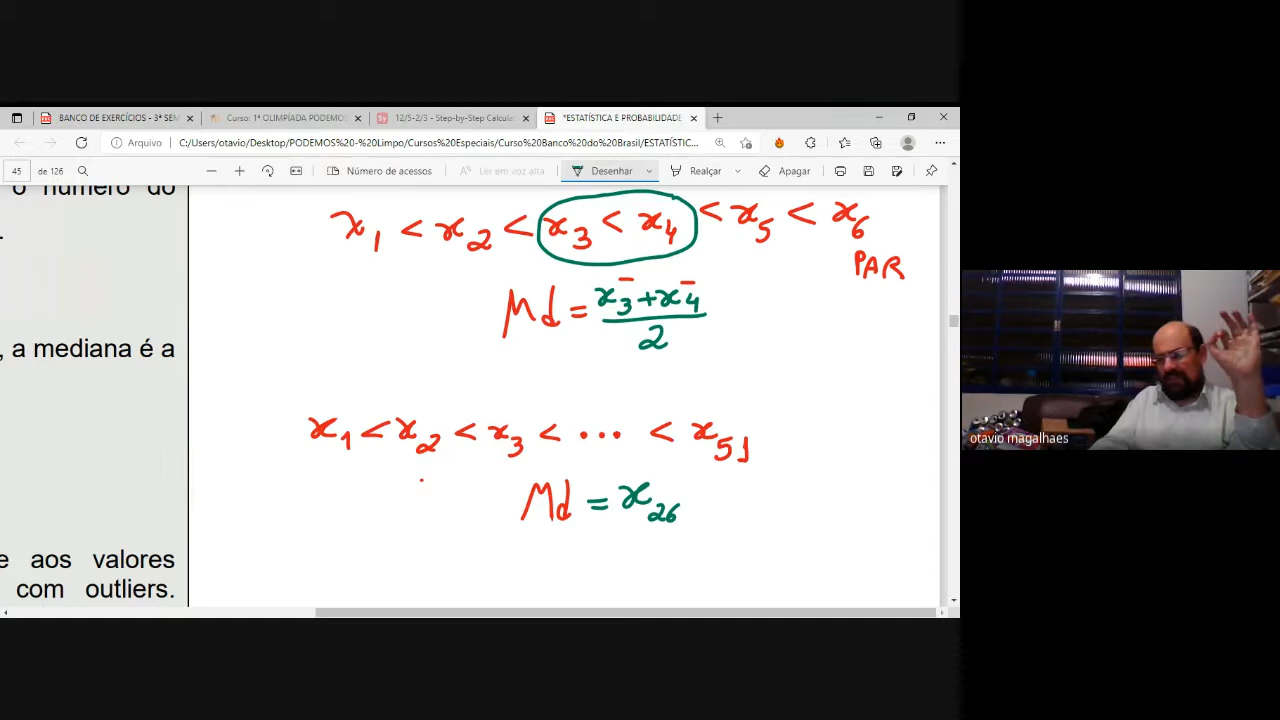 BANCO DE EXERCÍCIOS - 3ª SEM
Curso: 1ª OLIMPÍADA PODEMOS
12/5-2/3 - Step-by-Step Calcula
*ESTATÍSTICA E PROBABILIDADE
Arquivo C:/Users/otavio/Desktop/PODEMOS%20-%20Limpo/Cursos%20Especiais/Curso%20Banco%20do%20Brasil/ESTATÍSTIC...
45 de 126 Número de acessos Ler em voz alta Desenhar Realçar Apagar
o número do
.
x₁ < x₂ < x₃ < x₄ < x₅ < x₆
PAR
Md = (x₃+x₄)/2
, a mediana é a
x₁ < x₂ < x₃ < ... < x₅₁
Md = x₂₆
e aos valores
com outliers.
otavio magalhaes